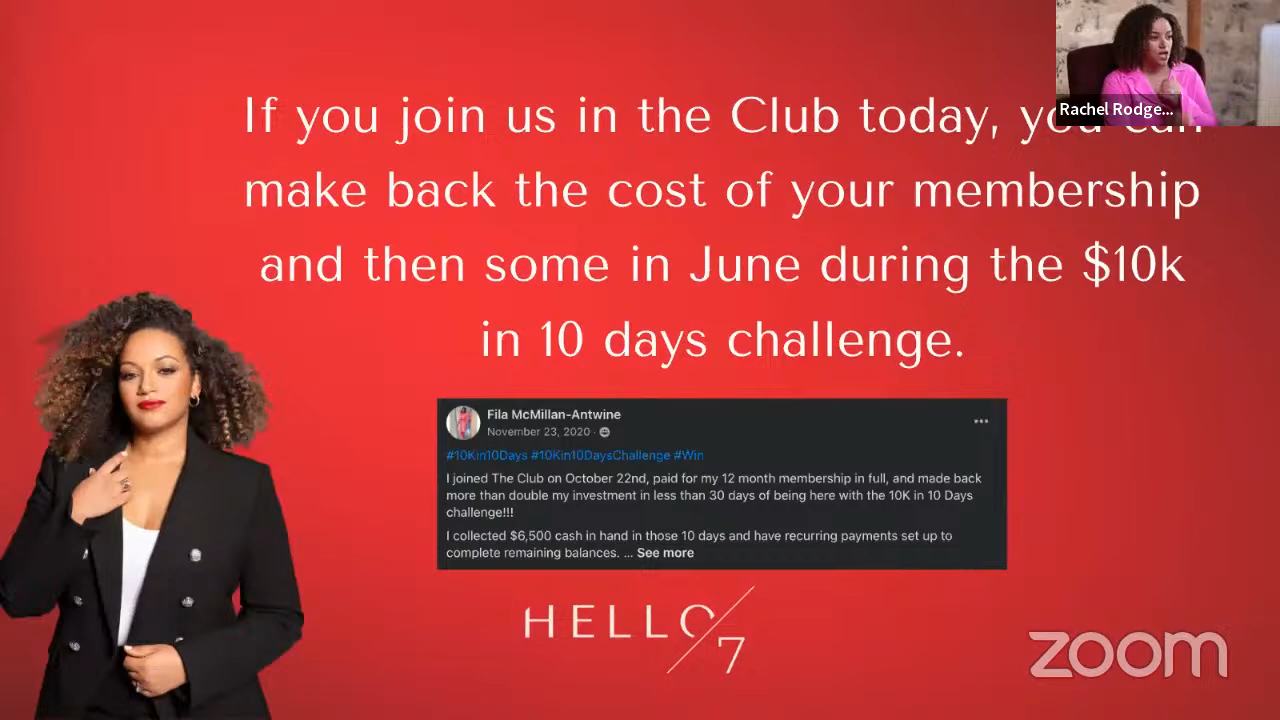 If you join us in the Club today, you can
make back the cost of your membership
and then some in June during the $10k
in 10 days challenge.
Rachel Rodge...
Fila McMillan-Antwine
November 23, 2020 ·
#10Kin10Days #10Kin10DaysChallenge #Win
I joined The Club on October 22nd, paid for my 12 month membership in full, and made back
more than double my investment in less than 30 days of being here with the 10K in 10 Days
challenge!!!
I collected $6,500 cash in hand in those 10 days and have recurring payments set up to
complete remaining balances. ... See more
HELLO
7
zoom